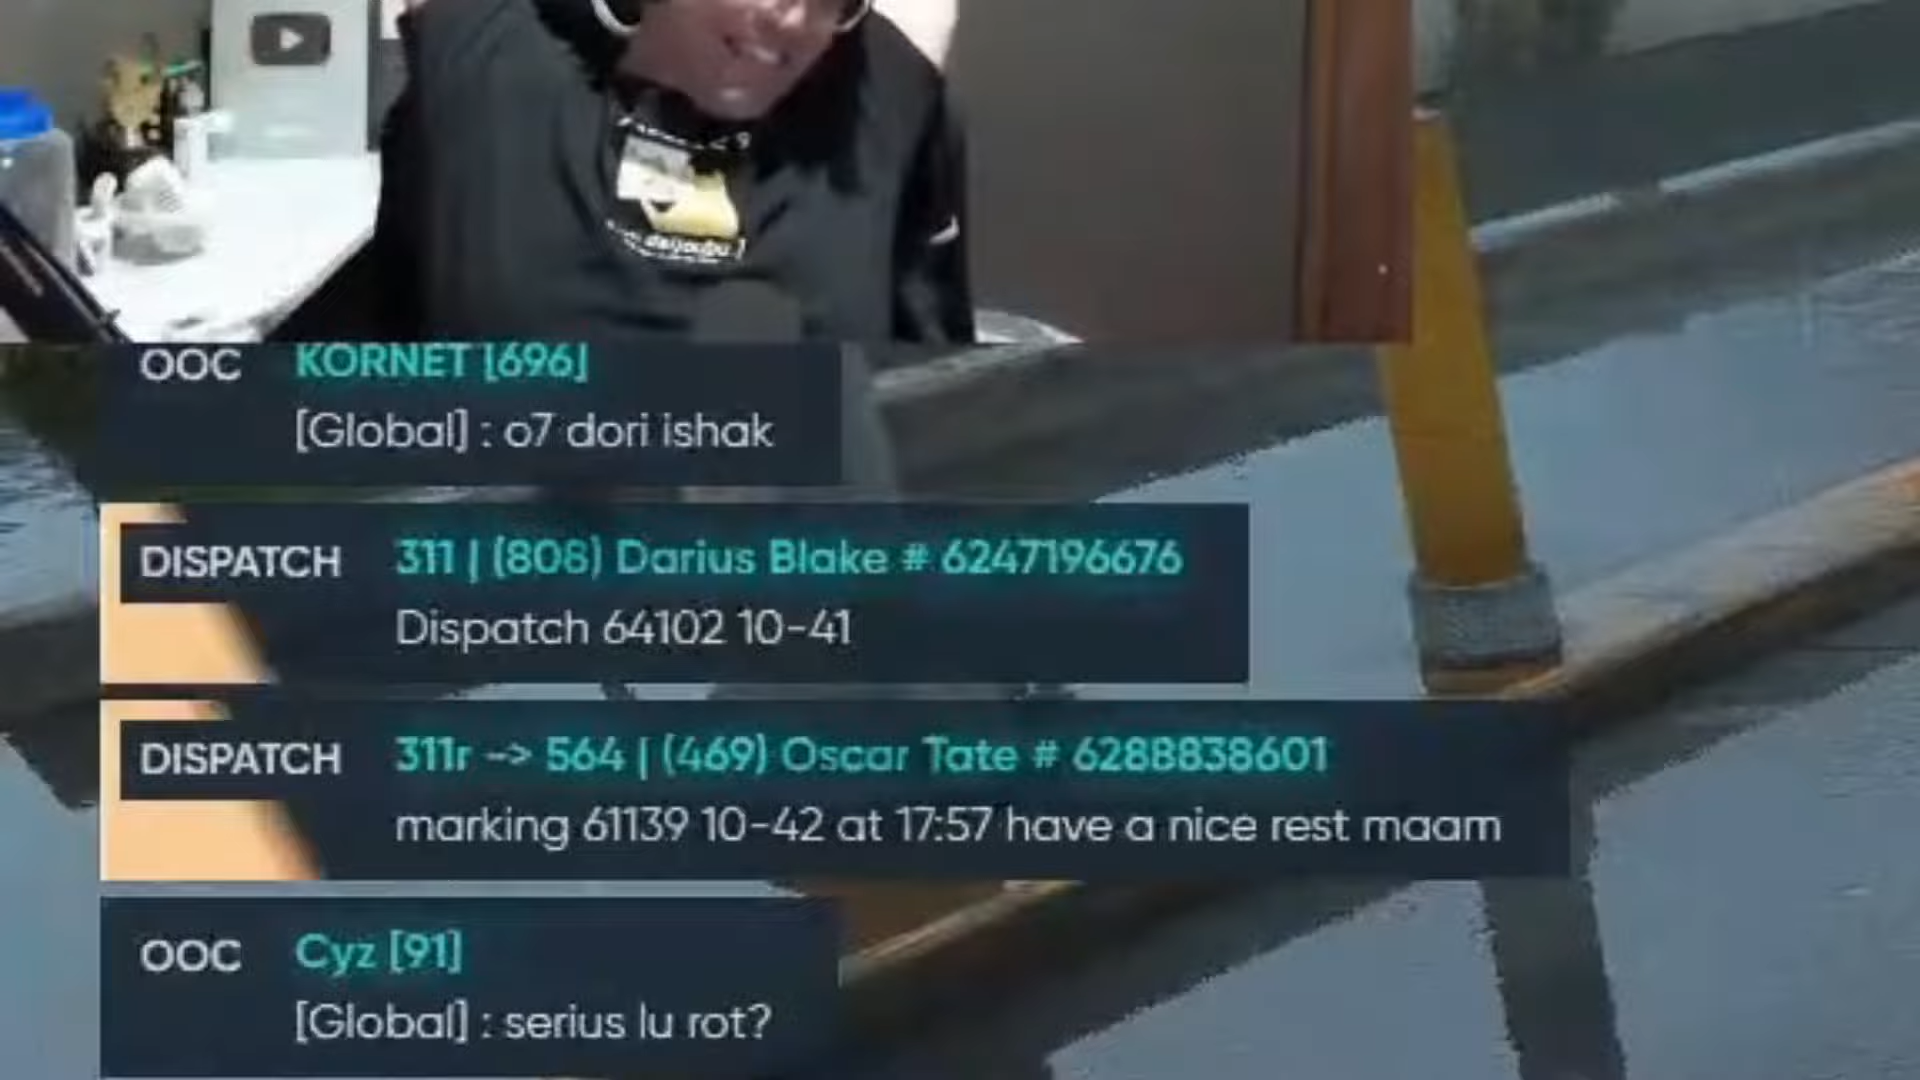 daijoubu
OOC KORNET [696]
[Global] : o7 dori ishak
DISPATCH 311 | (808) Darius Blake # 6247196676
Dispatch 64102 10-41
DISPATCH 311r -> 564 | (469) Oscar Tate # 6288838601
marking 61139 10-42 at 17:57 have a nice rest maam
OOC Cyz [91]
[Global] : serius lu rot?